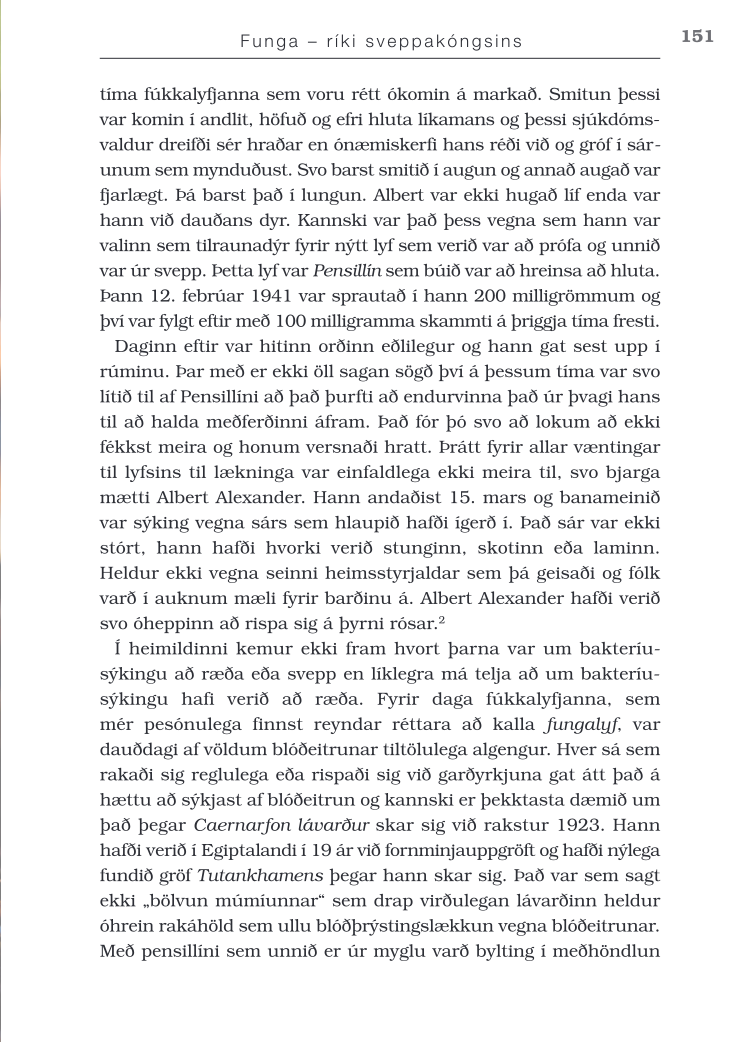 Funga – ríki sveppakóngsins
151
tíma fúkkalyfjanna sem voru rétt ókomin á markað. Smitun þessi
var komin í andlit, höfuð og efri hluta líkamans og þessi sjúkdóms-
valdur dreifði sér hraðar en ónæmiskerfi hans réði við og gróf í sár-
unum sem mynduðust. Svo barst smitið í augun og annað augað var
fjarlægt. Þá barst það í lungun. Albert var ekki hugað líf enda var
hann við dauðans dyr. Kannski var það þess vegna sem hann var
valinn sem tilraunadýr fyrir nýtt lyf sem verið var að prófa og unnið
var úr svepp. Þetta lyf var Pensillín sem búið var að hreinsa að hluta.
Þann 12. febrúar 1941 var sprautað í hann 200 milligrömmum og
því var fylgt eftir með 100 milligramma skammti á þriggja tíma fresti.
Daginn eftir var hitinn orðinn eðlilegur og hann gat sest upp í
rúminu. Þar með er ekki öll sagan sögð því á þessum tíma var svo
lítið til af Pensillíni að það þurfti að endurvinna það úr þvagi hans
til að halda meðferðinni áfram. Það fór þó svo að lokum að ekki
fékkst meira og honum versnaði hratt. Þrátt fyrir allar væntingar
til lyfsins til lækninga var einfaldlega ekki meira til, svo bjarga
mætti Albert Alexander. Hann andaðist 15. mars og banameinið
var sýking vegna sárs sem hlaupið hafði ígerð í. Það sár var ekki
stórt, hann hafði hvorki verið stunginn, skotinn eða laminn.
Heldur ekki vegna seinni heimsstyrjaldar sem þá geisaði og fólk
varð í auknum mæli fyrir barðinu á. Albert Alexander hafði verið
svo óheppinn að rispa sig á þyrni rósar.²
Í heimildinni kemur ekki fram hvort þarna var um bakteríu-
sýkingu að ræða eða svepp en líklegra má telja að um bakteríu-
sýkingu hafi verið að ræða. Fyrir daga fúkkalyfjanna, sem
mér pesónulega finnst reyndar réttara að kalla fungalyf, var
dauðdagi af völdum blóðeitrunar tiltölulega algengur. Hver sá sem
rakaði sig reglulega eða rispaði sig við garðyrkjuna gat átt það á
hættu að sýkjast af blóðeitrun og kannski er þekktasta dæmið um
það þegar Caernarfon lávarður skar sig við rakstur 1923. Hann
hafði verið í Egiptalandi í 19 ár við fornminjauppgröft og hafði nýlega
fundið gröf Tutankhamens þegar hann skar sig. Það var sem sagt
ekki „bölvun múmíunnar“ sem drap virðulegan lávarðinn heldur
óhrein rakáhöld sem ullu blóðþrýstingslækkun vegna blóðeitrunar.
Með pensillíni sem unnið er úr myglu varð bylting í meðhöndlun